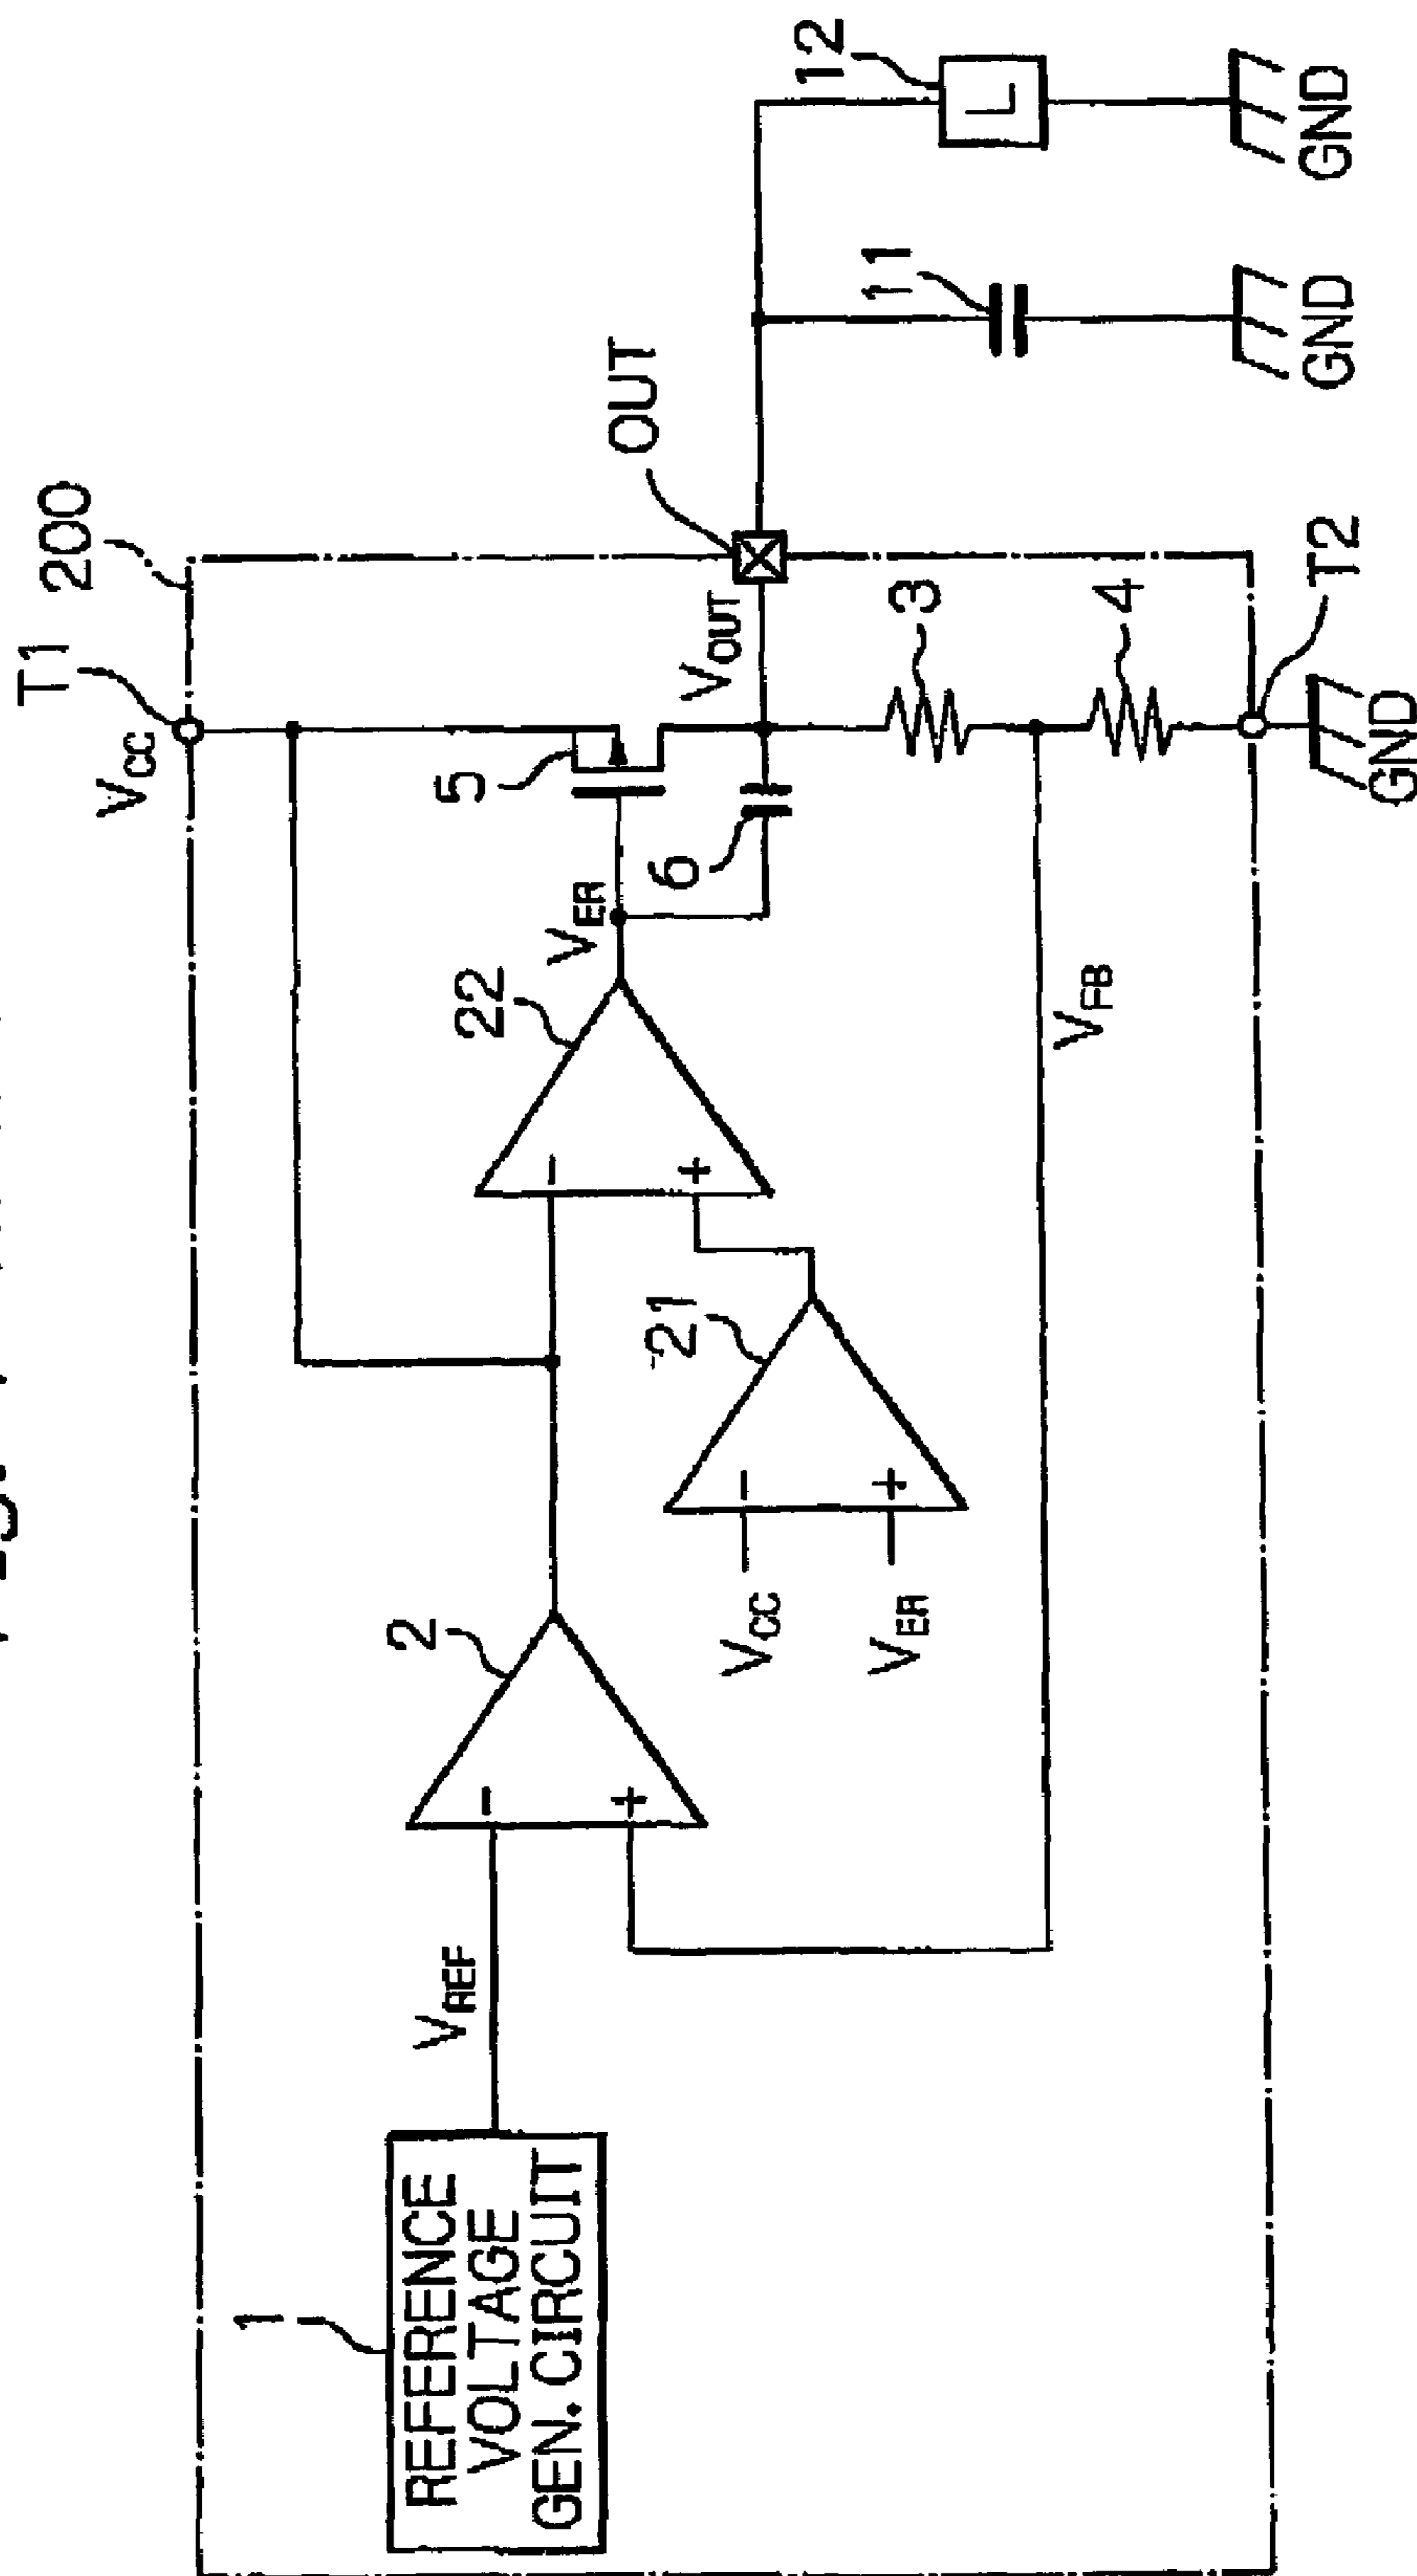 T1
VCC
200
12
L
GND
11
GND
OUT
VOUT
5
6
VER
22
-
+
3
4
T2
GND
VFB
21
-
+
VCC
VER
2
-
+
VREF
1
REFERENCE
VOLTAGE
GEN. CIRCUIT